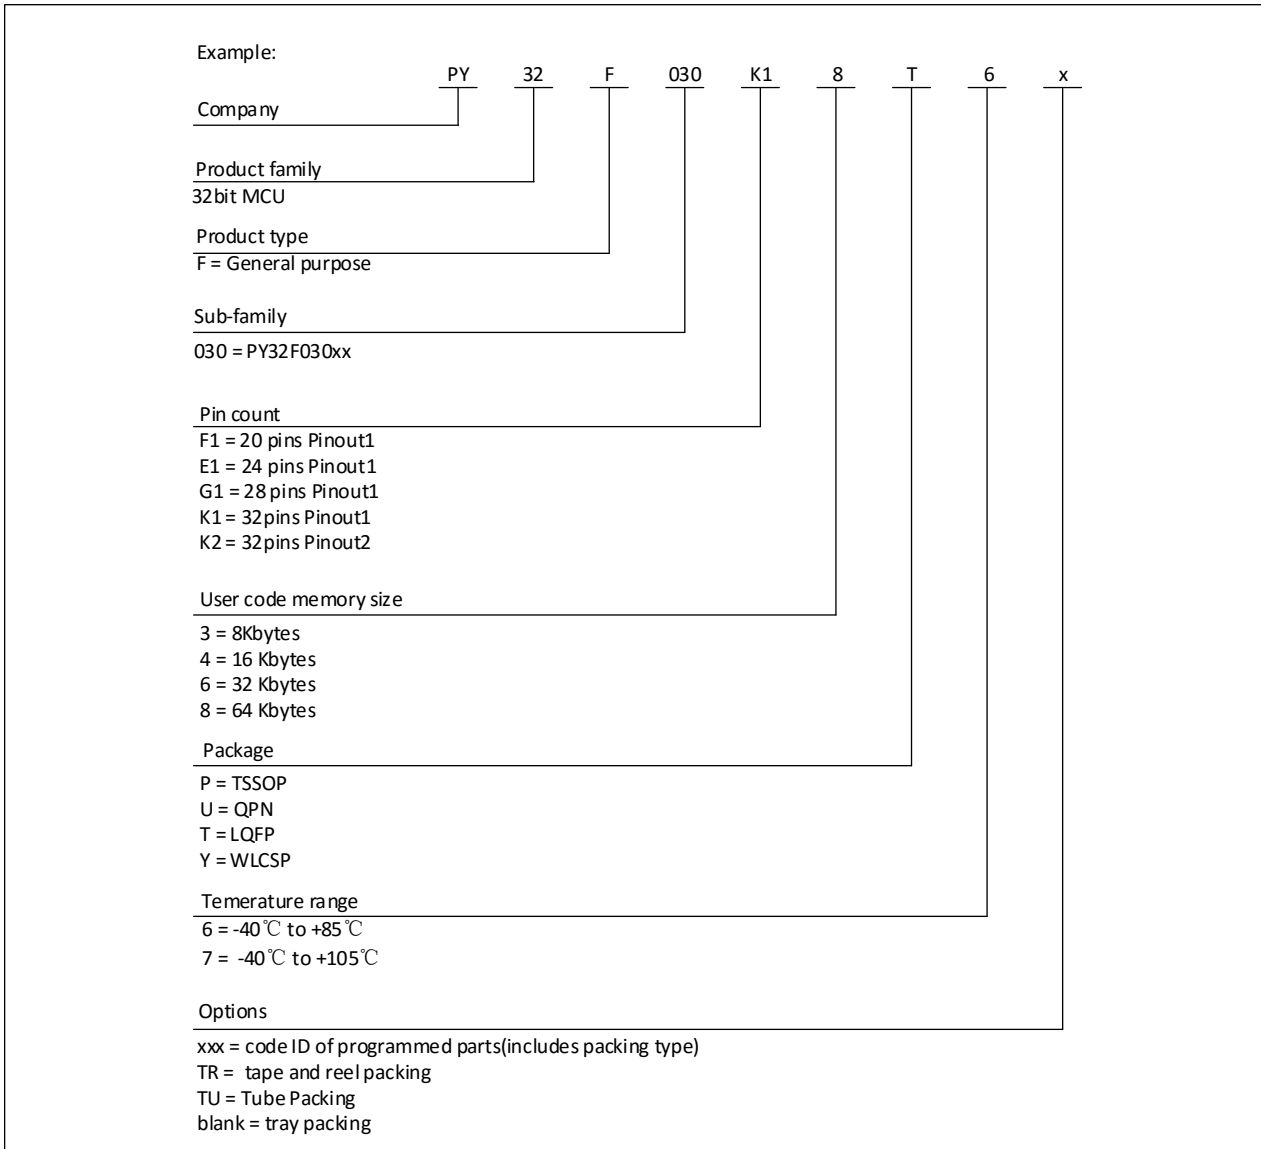 Example:
PY 32 F 030 K1 8 T 6 x
Company
Product family
32bit MCU
Product type
F = General purpose
Sub-family
030 = PY32F030xx
Pin count
F1 = 20 pins Pinout1
E1 = 24 pins Pinout1
G1 = 28 pins Pinout1
K1 = 32pins Pinout1
K2 = 32pins Pinout2
User code memory size
3 = 8Kbytes
4 = 16 Kbytes
6 = 32 Kbytes
8 = 64 Kbytes
Package
P = TSSOP
U = QPN
T = LQFP
Y = WLCSP
Temerature range
6 = -40℃ to +85℃
7 = -40℃ to +105℃
Options
xxx = code ID of programmed parts(includes packing type)
TR = tape and reel packing
TU = Tube Packing
blank = tray packing